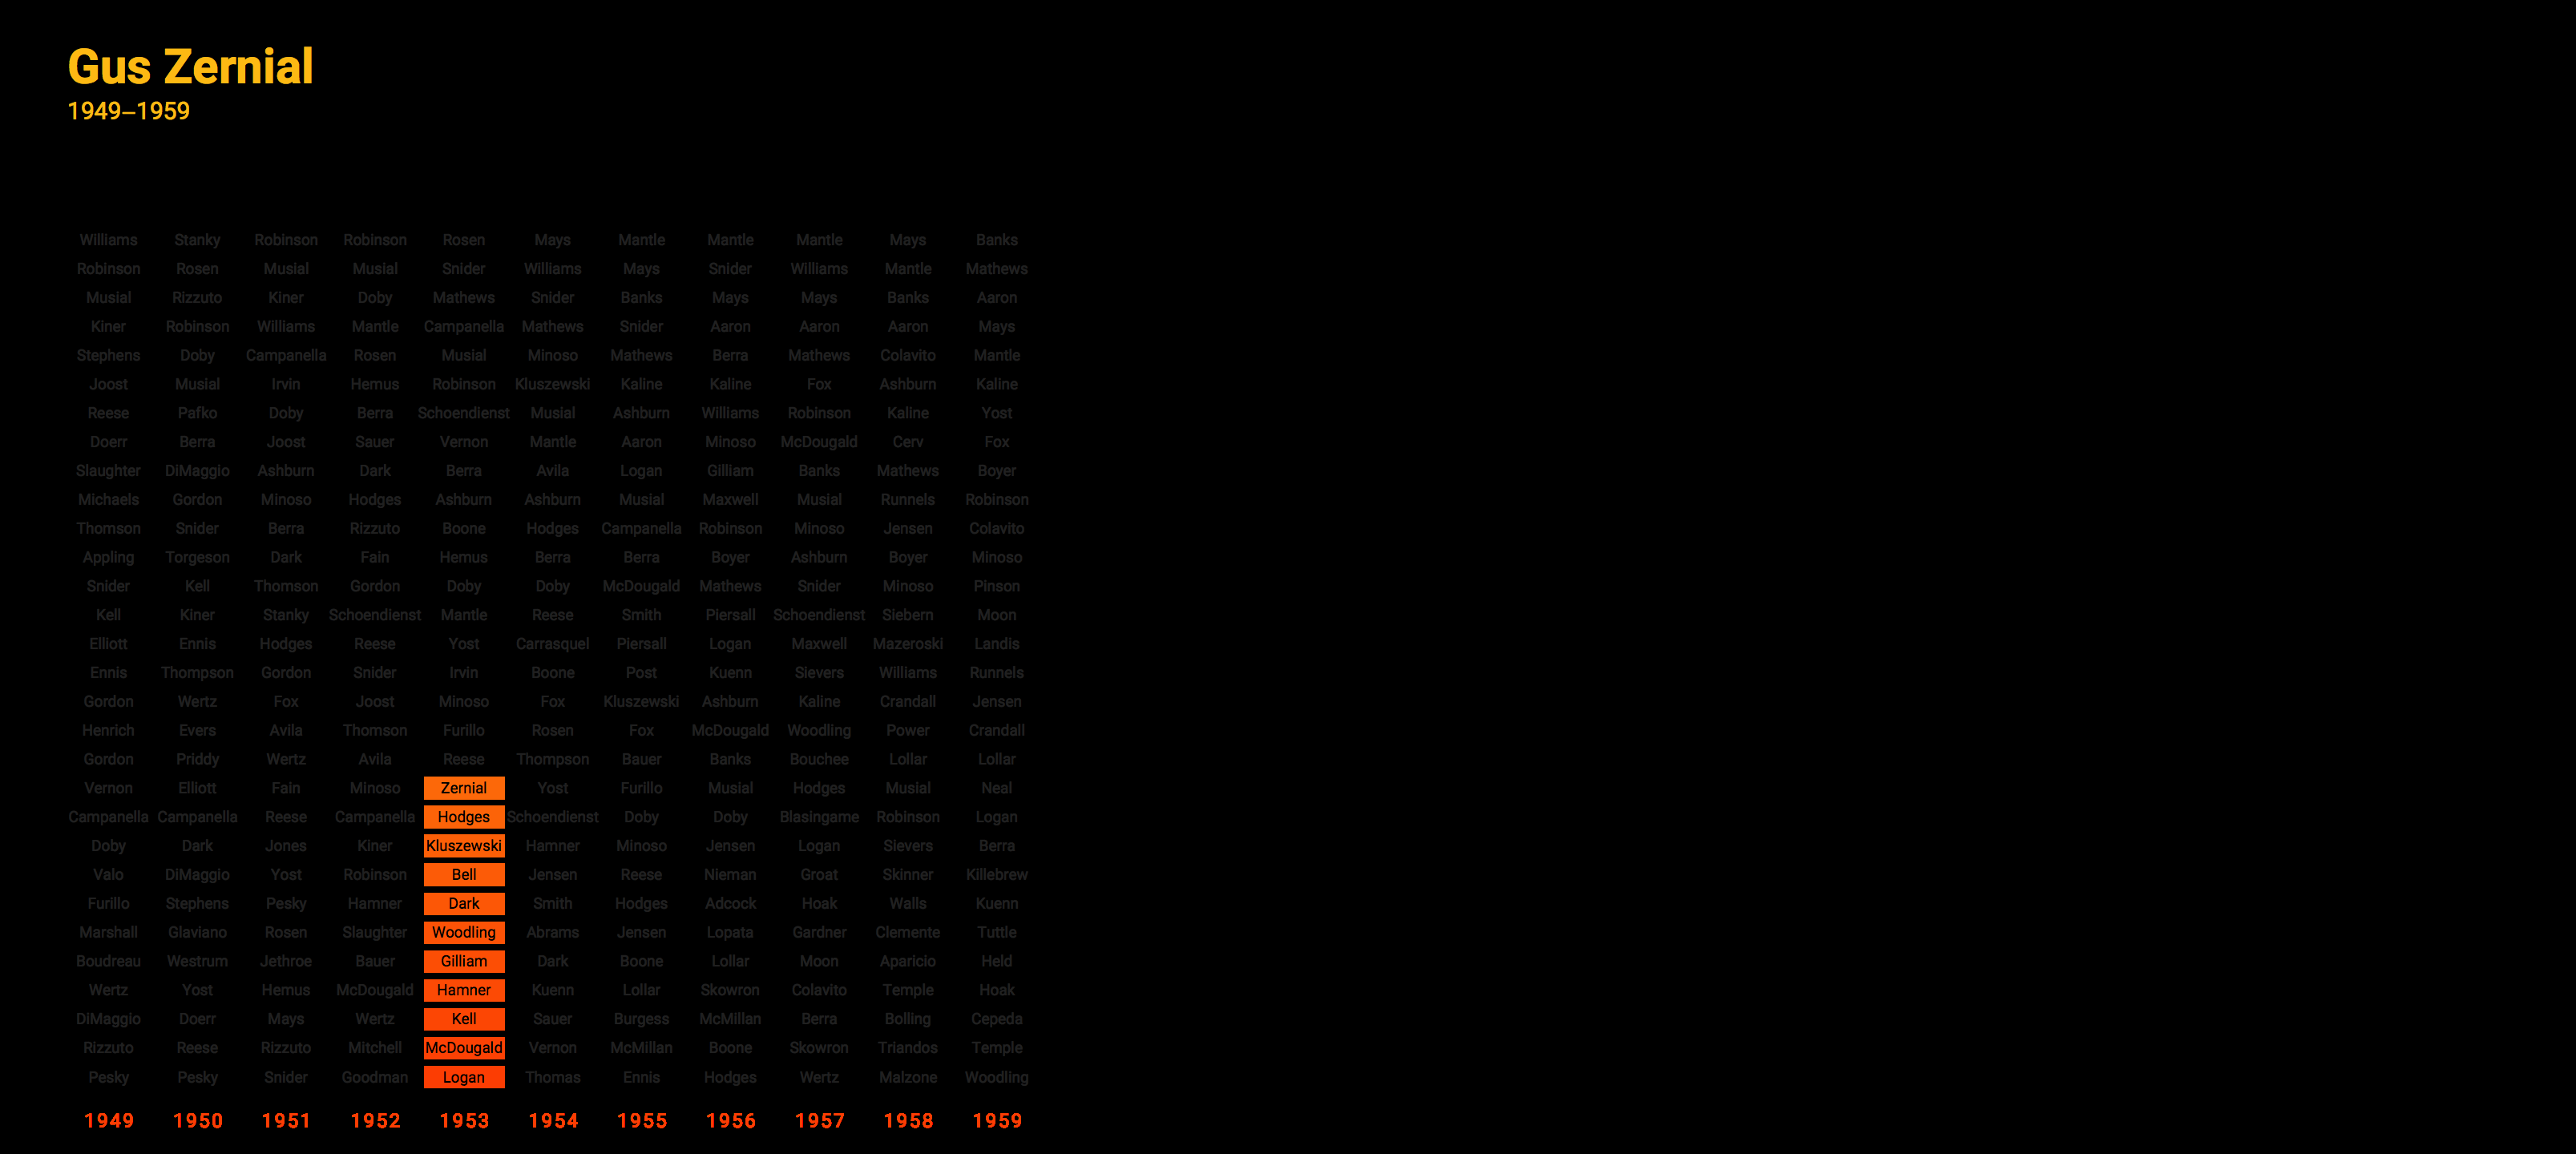 Gus Zernial
1949–1959
Williams Stanky Robinson Robinson Rosen Mays Mantle Mantle Mantle Mays Banks
Robinson Rosen Musial Musial Snider Williams Mays Snider Williams Mantle Mathews
Musial Rizzuto Kiner Doby Mathews Snider Banks Mays Mays Banks Aaron
Kiner Robinson Williams Mantle Campanella Mathews Snider Aaron Aaron Aaron Mays
Stephens Doby Campanella Rosen Musial Minoso Mathews Berra Mathews Colavito Mantle
Joost Musial Irvin Hemus Robinson Kluszewski Kaline Kaline Fox Ashburn Kaline
Reese Pafko Doby Berra Schoendienst Musial Ashburn Williams Robinson Kaline Yost
Doerr Berra Joost Sauer Vernon Mantle Aaron Minoso McDougald Cerv Fox
Slaughter DiMaggio Ashburn Dark Berra Avila Logan Gilliam Banks Mathews Boyer
Michaels Gordon Minoso Hodges Ashburn Ashburn Musial Maxwell Musial Runnels Robinson
Thomson Snider Berra Rizzuto Boone Hodges Campanella Robinson Minoso Jensen Colavito
Appling Torgeson Dark Fain Hemus Berra Berra Boyer Ashburn Boyer Minoso
Snider Kell Thomson Gordon Doby Doby McDougald Mathews Snider Minoso Pinson
Kell Kiner Stanky Schoendienst Mantle Reese Smith Piersall Schoendienst Siebern Moon
Elliott Ennis Hodges Reese Yost Carrasquel Piersall Logan Maxwell Mazeroski Landis
Ennis Thompson Gordon Snider Irvin Boone Post Kuenn Sievers Williams Runnels
Gordon Wertz Fox Joost Minoso Fox Kluszewski Ashburn Kaline Crandall Jensen
Henrich Evers Avila Thomson Furillo Rosen Fox McDougald Woodling Power Crandall
Gordon Priddy Wertz Avila Reese Thompson Bauer Banks Bouchee Lollar Lollar
Vernon Elliott Fain Minoso Zernial Yost Furillo Musial Hodges Musial Neal
Campanella Campanella Reese Campanella Hodges Schoendienst Doby Doby Blasingame Robinson Logan
Doby Dark Jones Kiner Kluszewski Hamner Minoso Jensen Logan Sievers Berra
Valo DiMaggio Yost Robinson Bell Jensen Reese Nieman Groat Skinner Killebrew
Furillo Stephens Pesky Hamner Dark Smith Hodges Adcock Hoak Walls Kuenn
Marshall Glaviano Rosen Slaughter Woodling Abrams Jensen Lopata Gardner Clemente Tuttle
Boudreau Westrum Jethroe Bauer Gilliam Dark Boone Lollar Moon Aparicio Held
Wertz Yost Hemus McDougald Hamner Kuenn Lollar Skowron Colavito Temple Hoak
DiMaggio Doerr Mays Wertz Kell Sauer Burgess McMillan Berra Bolling Cepeda
Rizzuto Reese Rizzuto Mitchell McDougald Vernon McMillan Boone Skowron Triandos Temple
Pesky Pesky Snider Goodman Logan Thomas Ennis Hodges Wertz Malzone Woodling
1949 1950 1951 1952 1953 1954 1955 1956 1957 1958 1959